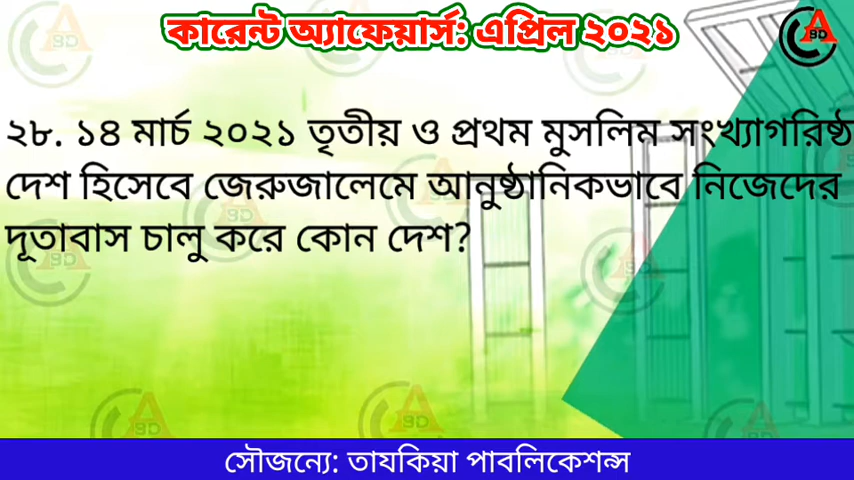 কারেন্ট অ্যাফেয়ার্স: এপ্রিল ২০২১
২৮. ১৪ মার্চ ২০২১ তৃতীয় ও প্রথম মুসলিম সংখ্যাগরিষ্ঠ
দেশ হিসেবে জেরুজালেমে আনুষ্ঠানিকভাবে নিজেদের
দূতাবাস চালু করে কোন দেশ?
সৌজন্যে: তাযকিয়া পাবলিকেশন্স